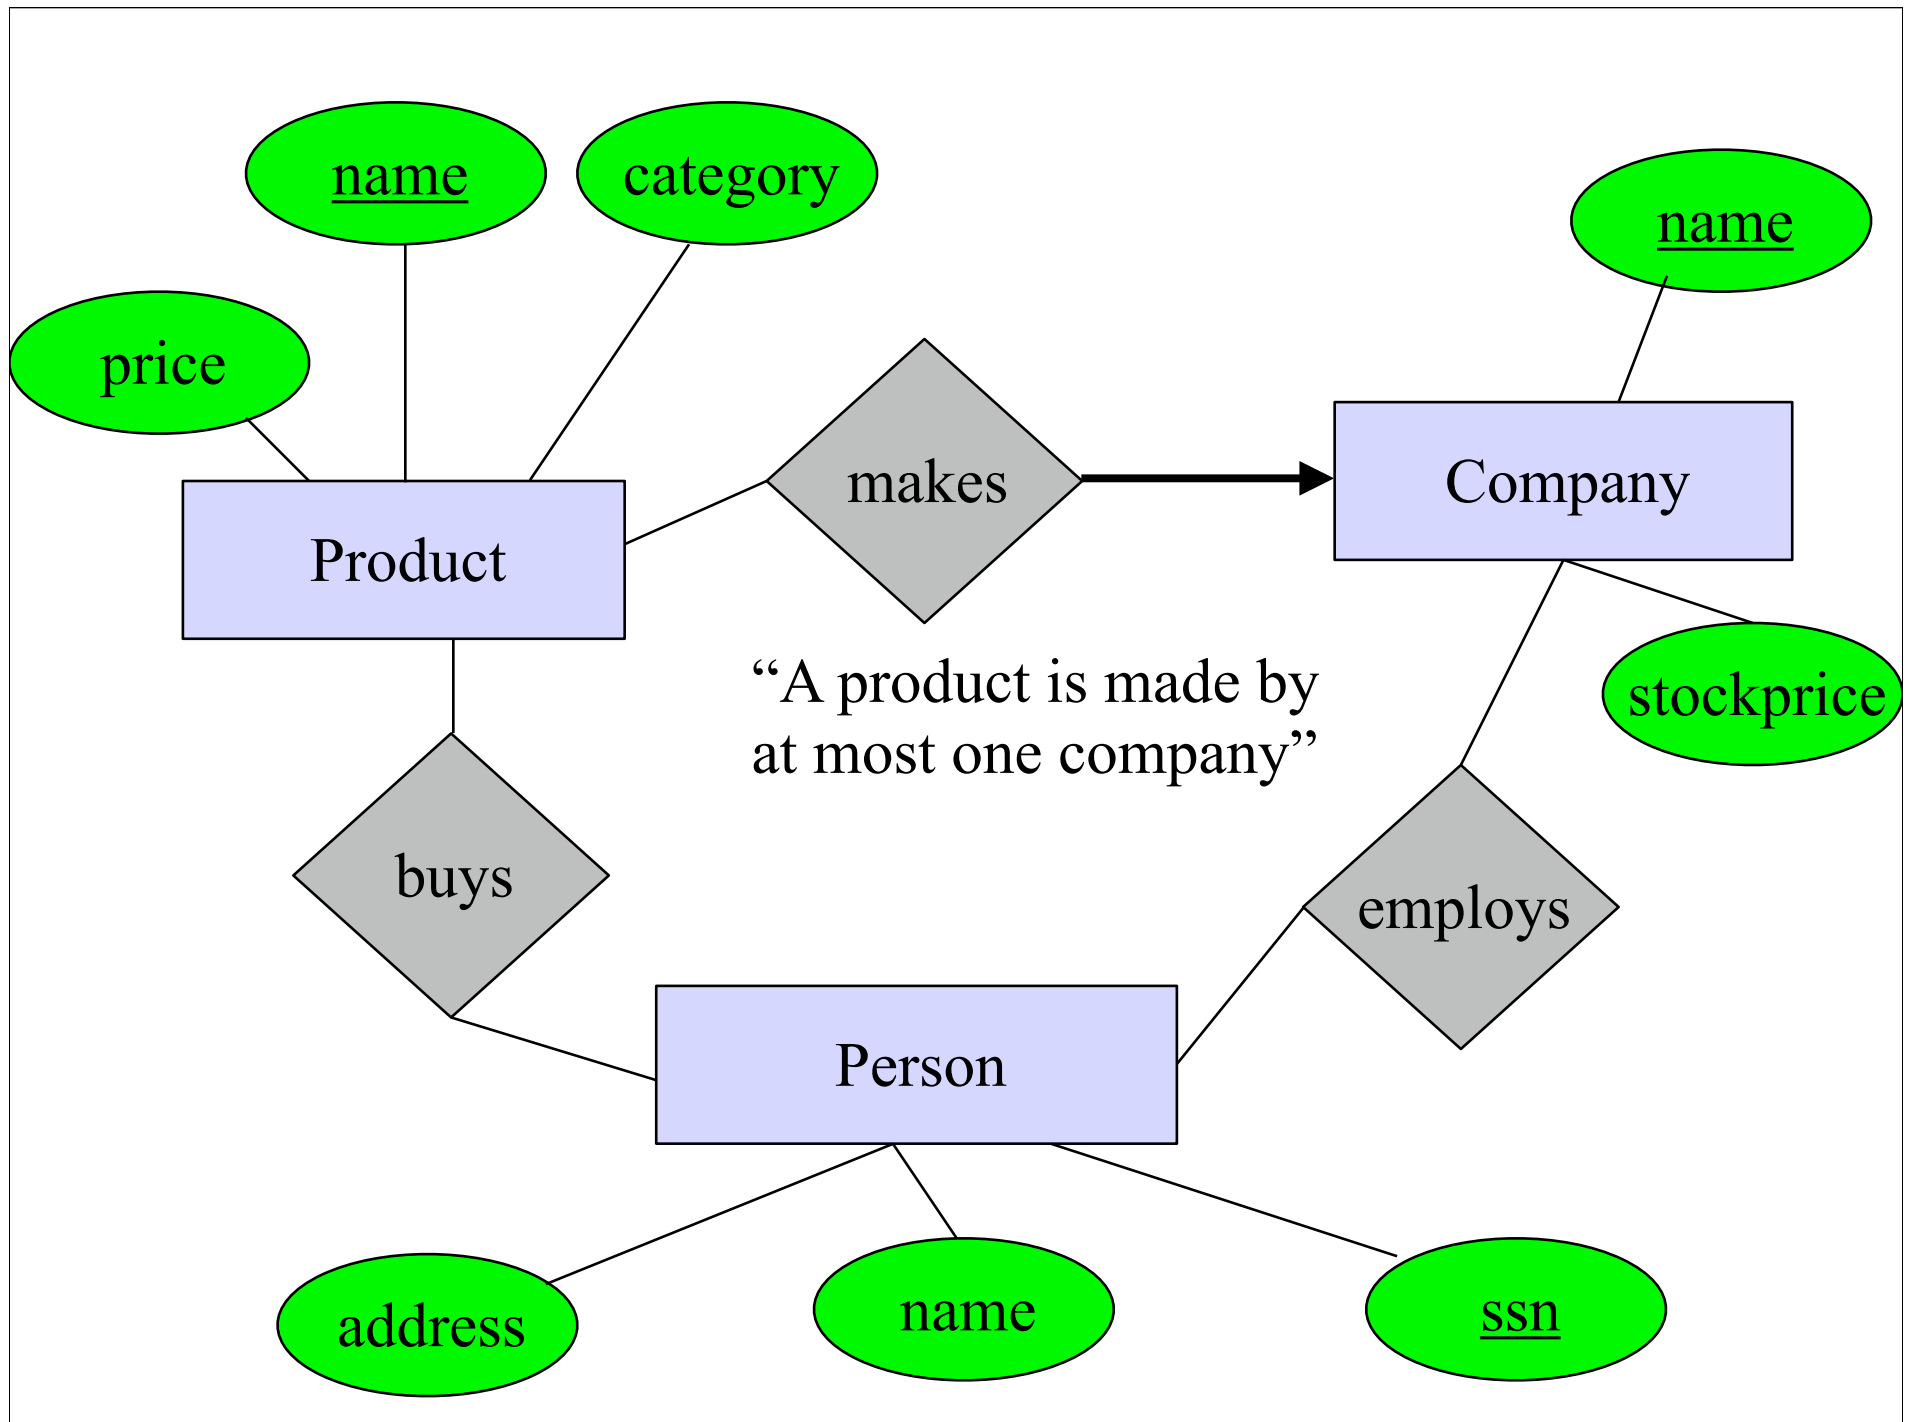 name
category
name
price
makes
Company
Product
“A product is made by
at most one company”
stockprice
buys
employs
Person
address
name
ssn